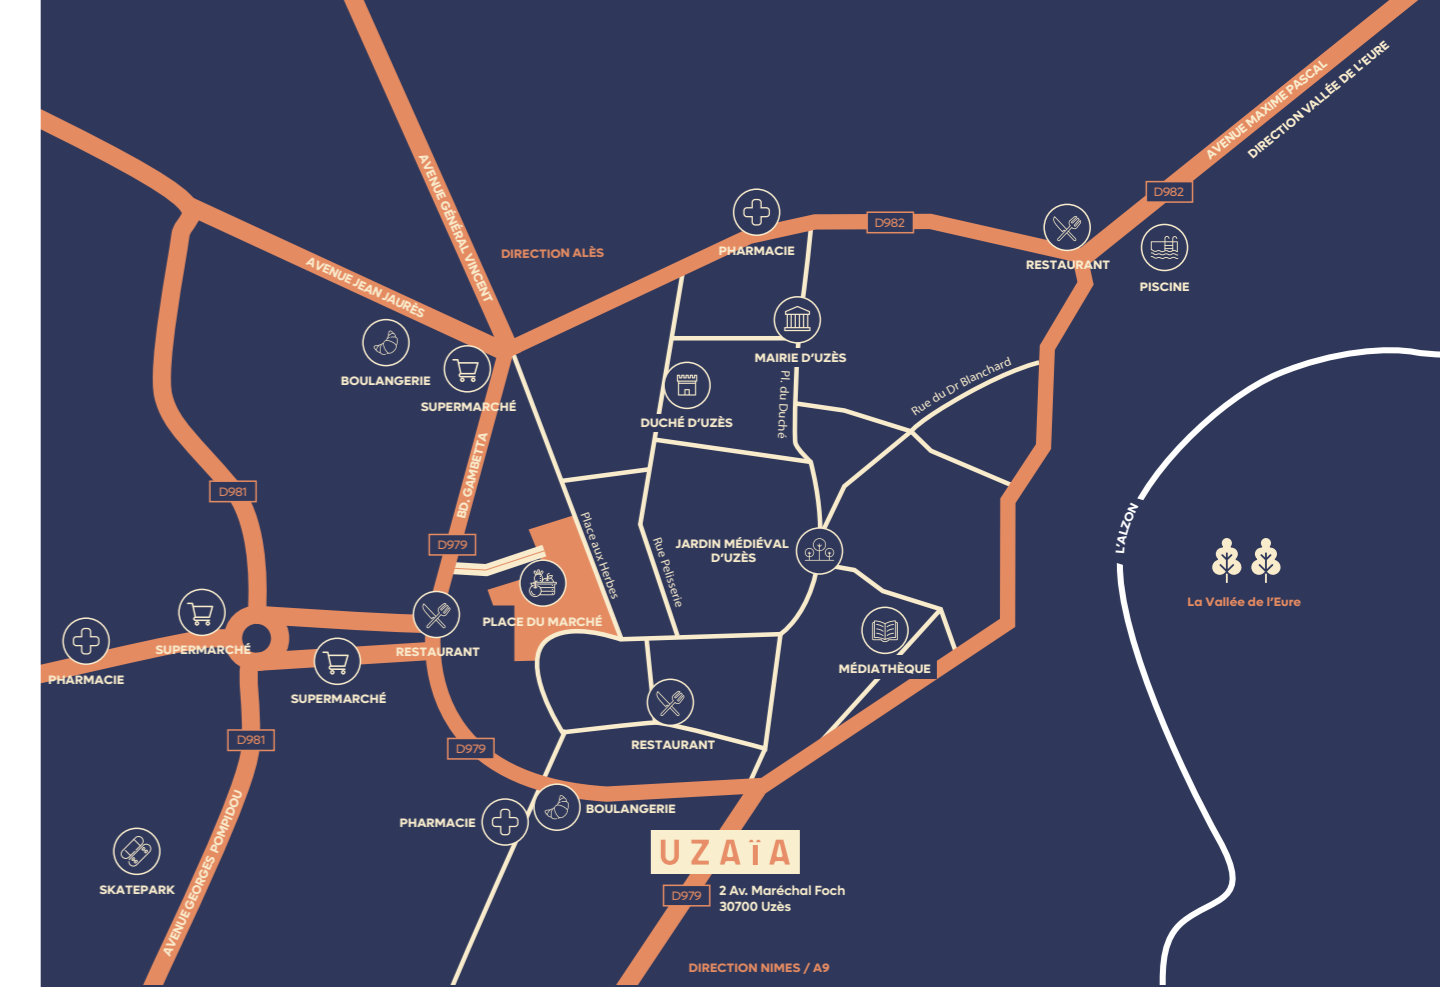 AVENUE MAXIME PASCAL
DIRECTION VALLÉE DE L'EURE
AVENUE GÉNÉRAL VINCENT
D982
D982
DIRECTION ALÈS
PHARMACIE
RESTAURANT
PISCINE
AVENUE JEAN JAURÈS
BOULANGERIE
SUPERMARCHÉ
MAIRIE D'UZÈS
Pl. du Duché
Rue du Dr Blanchard
DUCHÉ D'UZÈS
BD. GAMBETTA
D981
D979
Place aux Herbes
Rue Pelisserie
JARDIN MÉDIÉVAL
D'UZÈS
L'ALZON
La Vallée de l'Eure
PLACE DU MARCHÉ
SUPERMARCHÉ
RESTAURANT
PHARMACIE
SUPERMARCHÉ
MÉDIATHÈQUE
D981
D979
RESTAURANT
PHARMACIE
BOULANGERIE
AVENUE GEORGES POMPIDOU
SKATEPARK
UZAÏA
D979
2 Av. Maréchal Foch
30700 Uzès
DIRECTION NIMES / A9